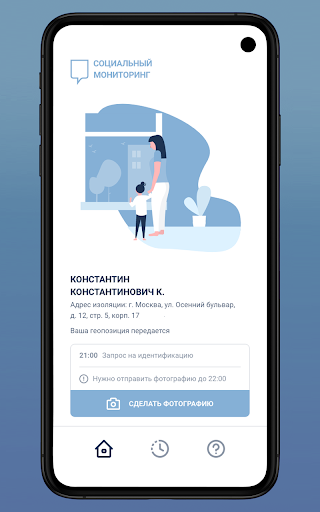 СОЦИАЛЬНЫЙ
МОНИТОРИНГ
КОНСТАНТИН
КОНСТАНТИНОВИЧ К.
Адрес изоляции: г. Москва, ул. Осенний бульвар,
д. 12, стр. 5, корп. 17
Ваша геопозиция передается
21:00 Запрос на идентификацию
Нужно отправить фотографию до 22:00
СДЕЛАТЬ ФОТОГРАФИЮ